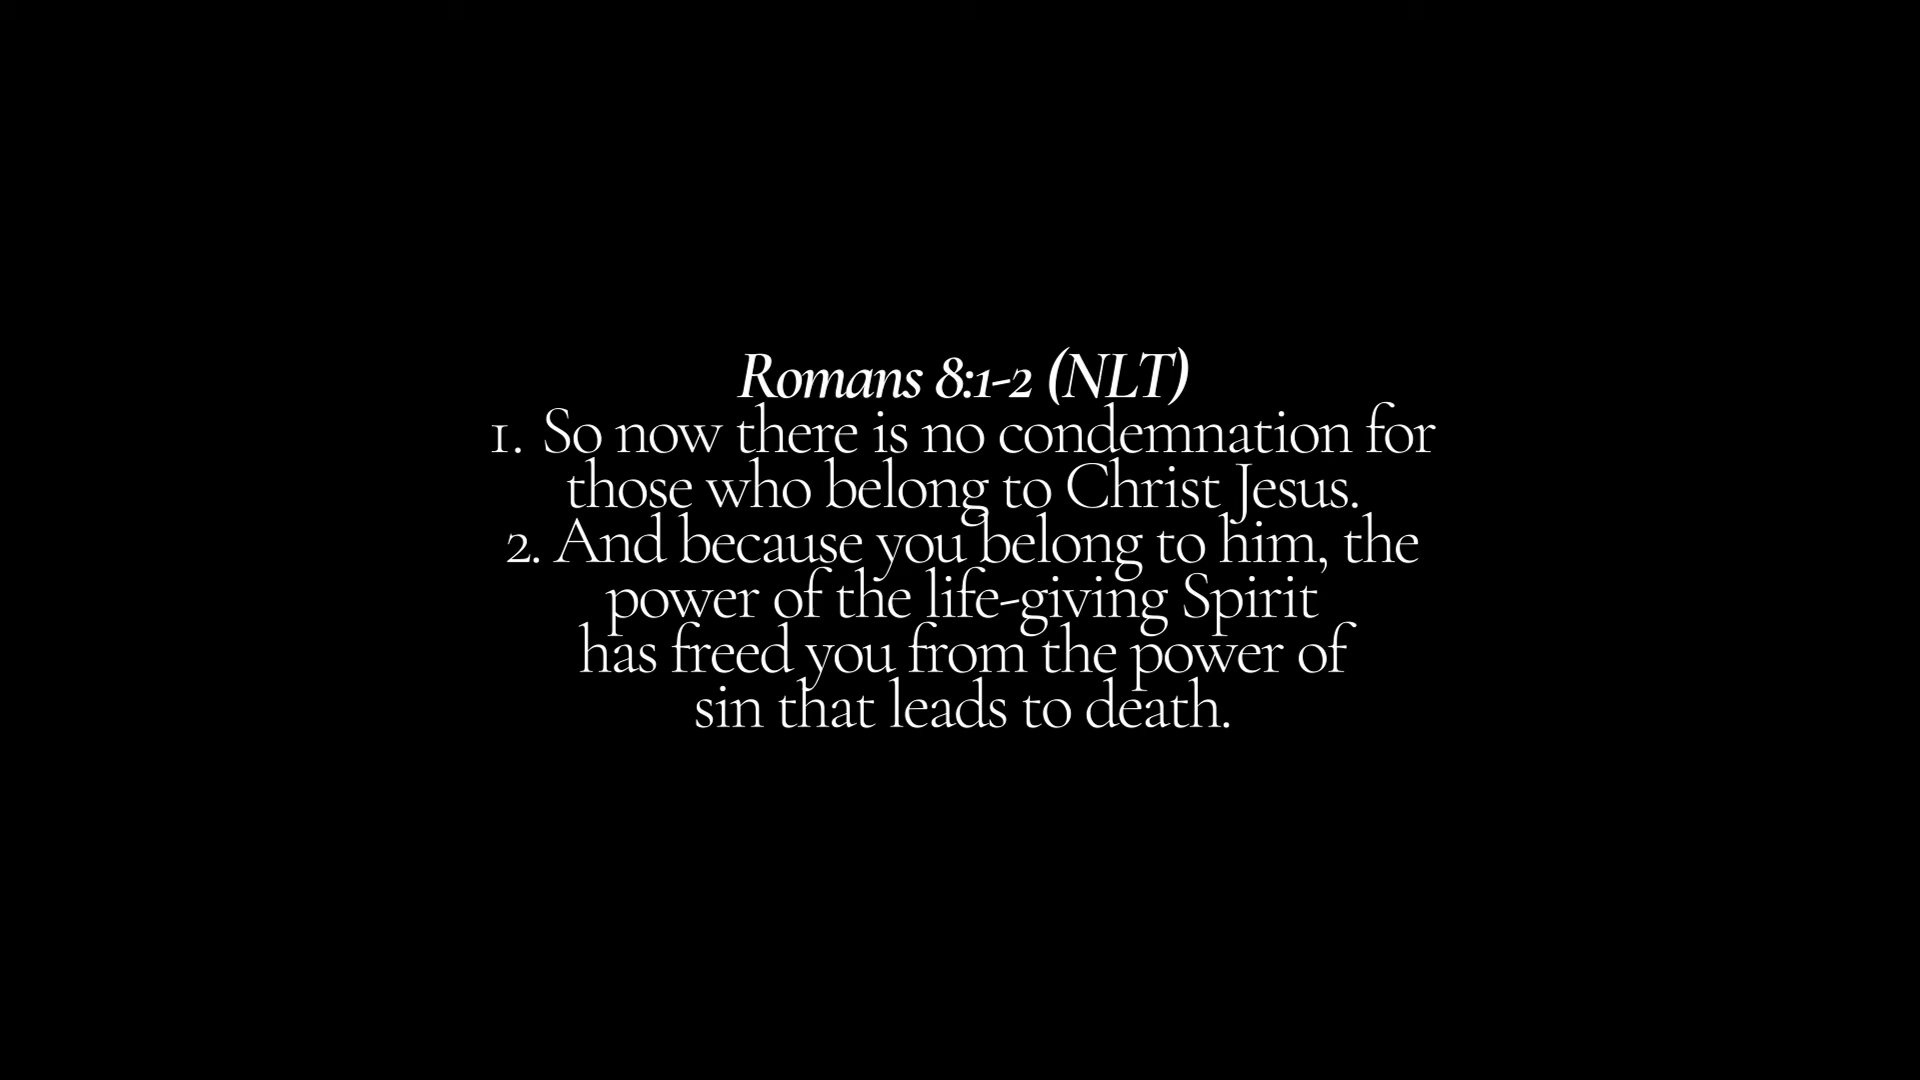 Romans 8:1-2 (NLT)
1. So now there is no condemnation for
those who belong to Christ Jesus.
2. And because you belong to him, the
power of the life-giving Spirit
has freed you from the power of
sin that leads to death.